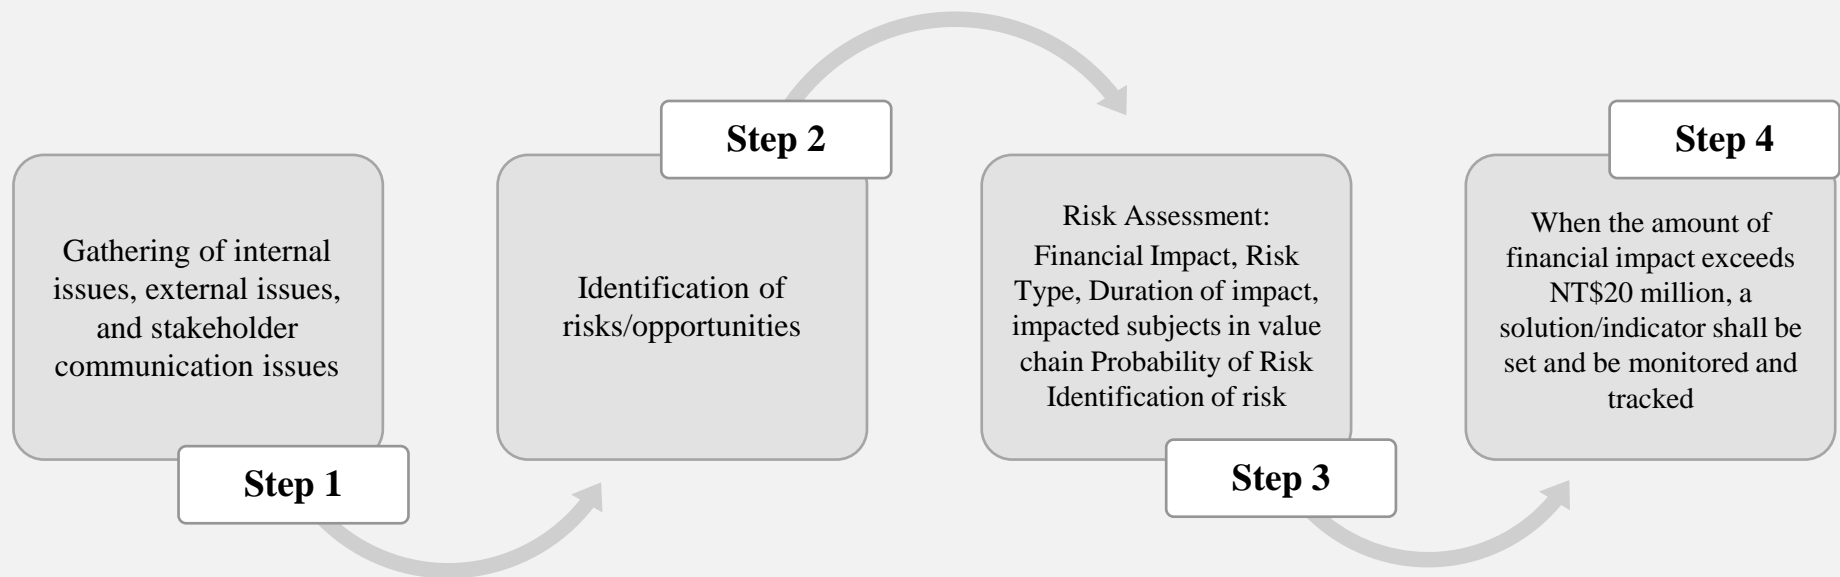 Gathering of internal
issues, external issues,
and stakeholder
communication issues
Step 1
Step 2
Identification of
risks/opportunities
Risk Assessment:
Financial Impact, Risk
Type, Duration of impact,
impacted subjects in value
chain Probability of Risk
Identification of risk
Step 3
Step 4
When the amount of
financial impact exceeds
NT$20 million, a
solution/indicator shall be
set and be monitored and
tracked